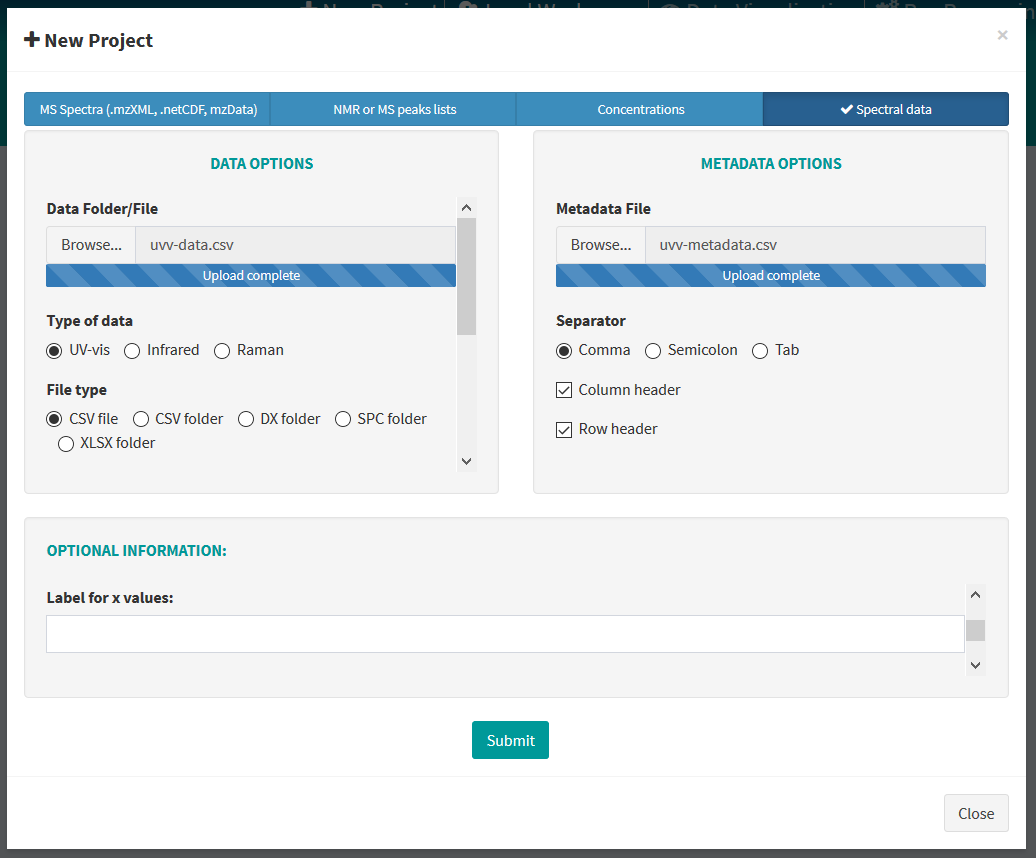 New Project
×
MS Spectra (.mzXML, .netCDF, mzData)
NMR or MS peaks lists
Concentrations
Spectral data
DATA OPTIONS
Data Folder/File
Browse... uvv-data.csv
Upload complete
Type of data
UV-vis Infrared Raman
File type
CSV file CSV folder DX folder SPC folder
XLSX folder
METADATA OPTIONS
Metadata File
Browse... uvv-metadata.csv
Upload complete
Separator
Comma Semicolon Tab
Column header
Row header
OPTIONAL INFORMATION:
Label for x values:
Submit
Close